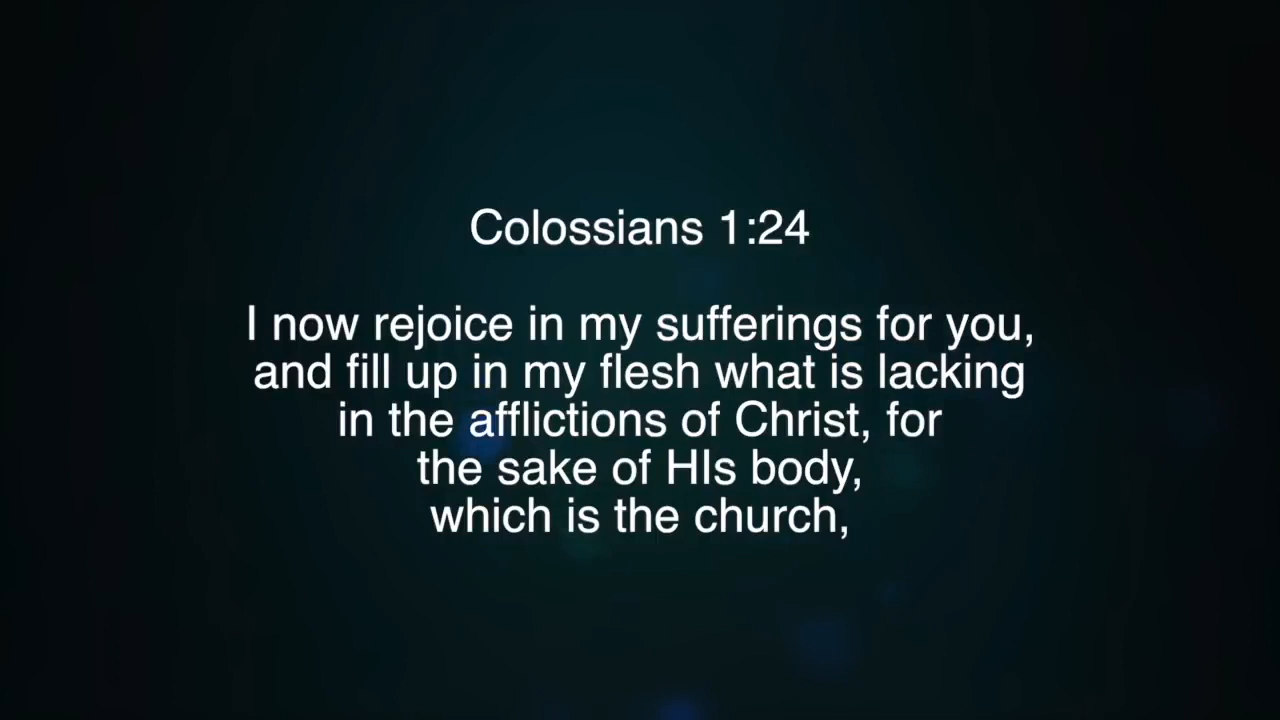 Colossians 1:24
I now rejoice in my sufferings for you,
and fill up in my flesh what is lacking
in the afflictions of Christ, for
the sake of HIs body,
which is the church,